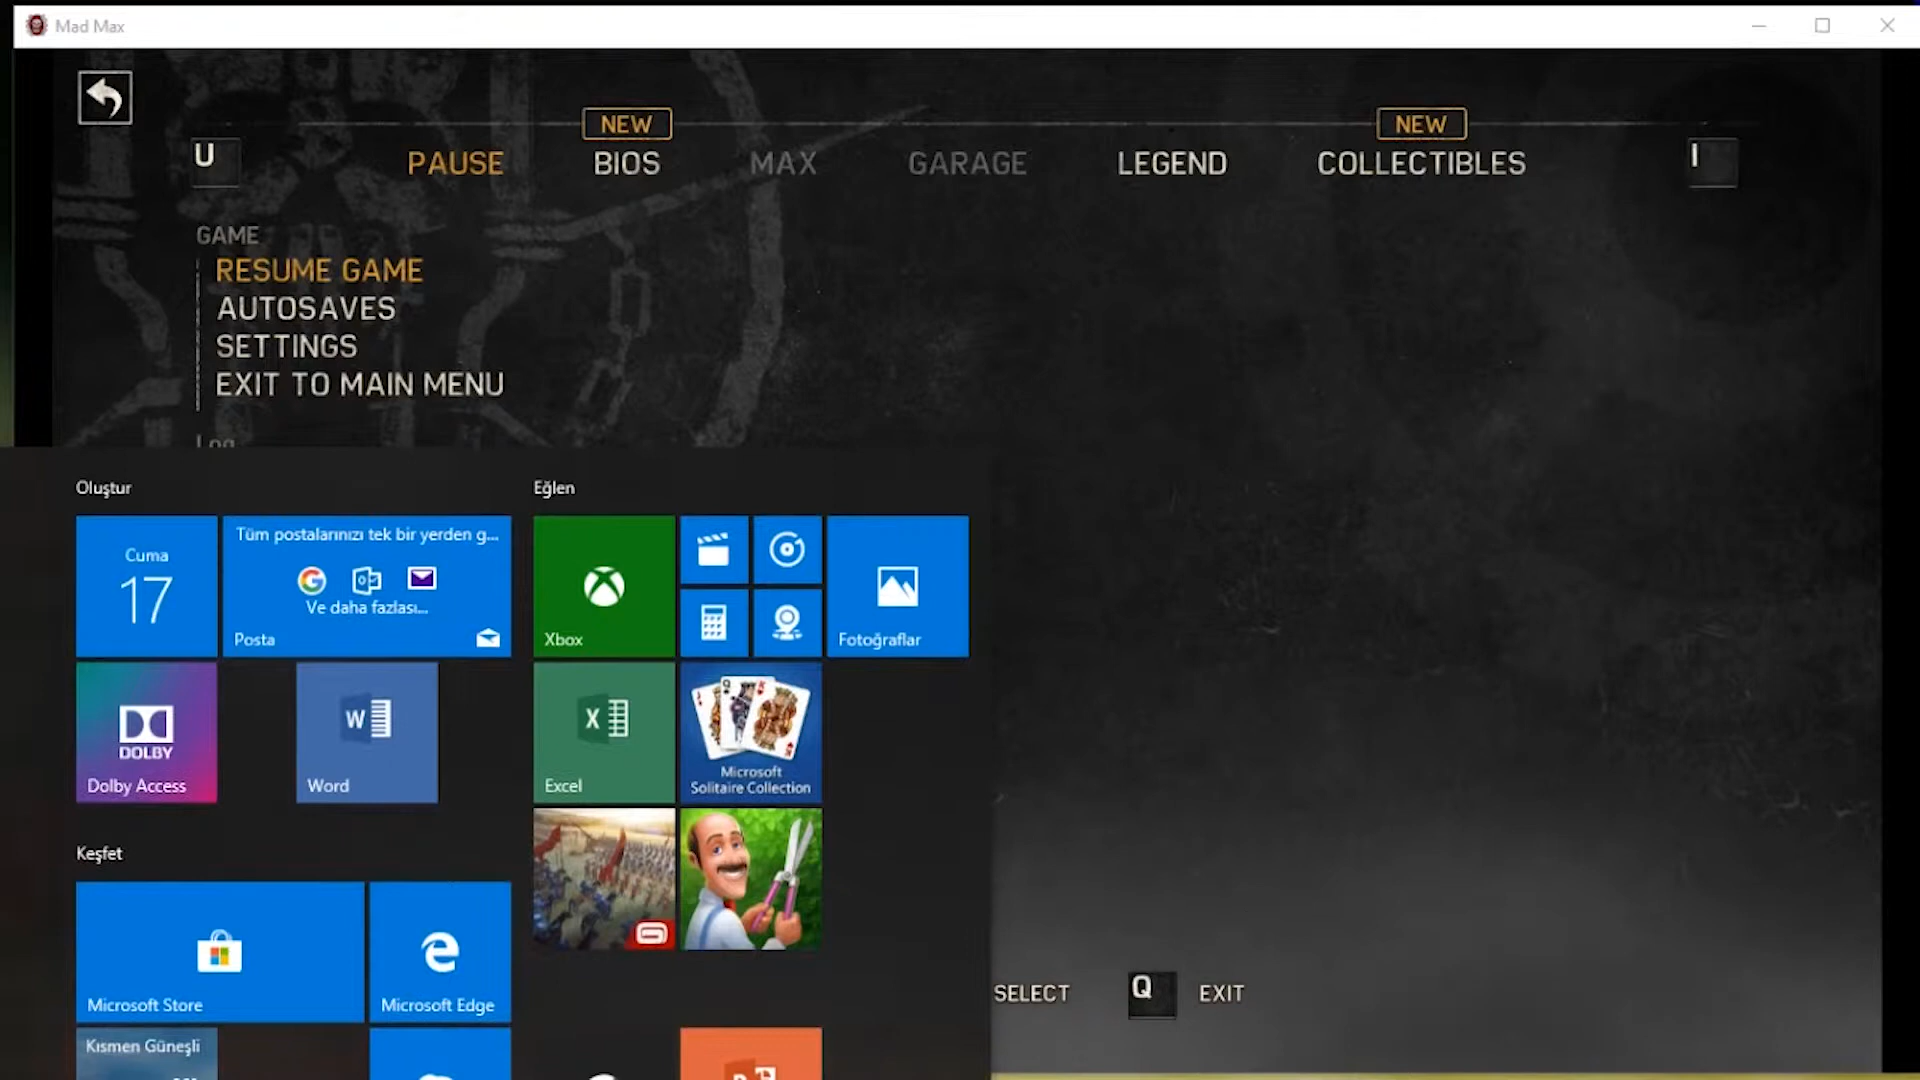 Mad Max
NEW
NEW
U
PAUSE
BIOS
MAX
GARAGE
LEGEND
COLLECTIBLES
I
GAME
RESUME GAME
AUTOSAVES
SETTINGS
EXIT TO MAIN MENU
Log
Oluştur
Eğlen
Cuma
17
Tüm postalarınızı tek bir yerden g...
Ve daha fazlası...
Posta
Xbox
Fotoğraflar
DOLBY
Dolby Access
W
Word
X
Excel
Microsoft
Solitaire Collection
Keşfet
Microsoft Store
Microsoft Edge
Kısmen Güneşli
SELECT
Q
EXIT